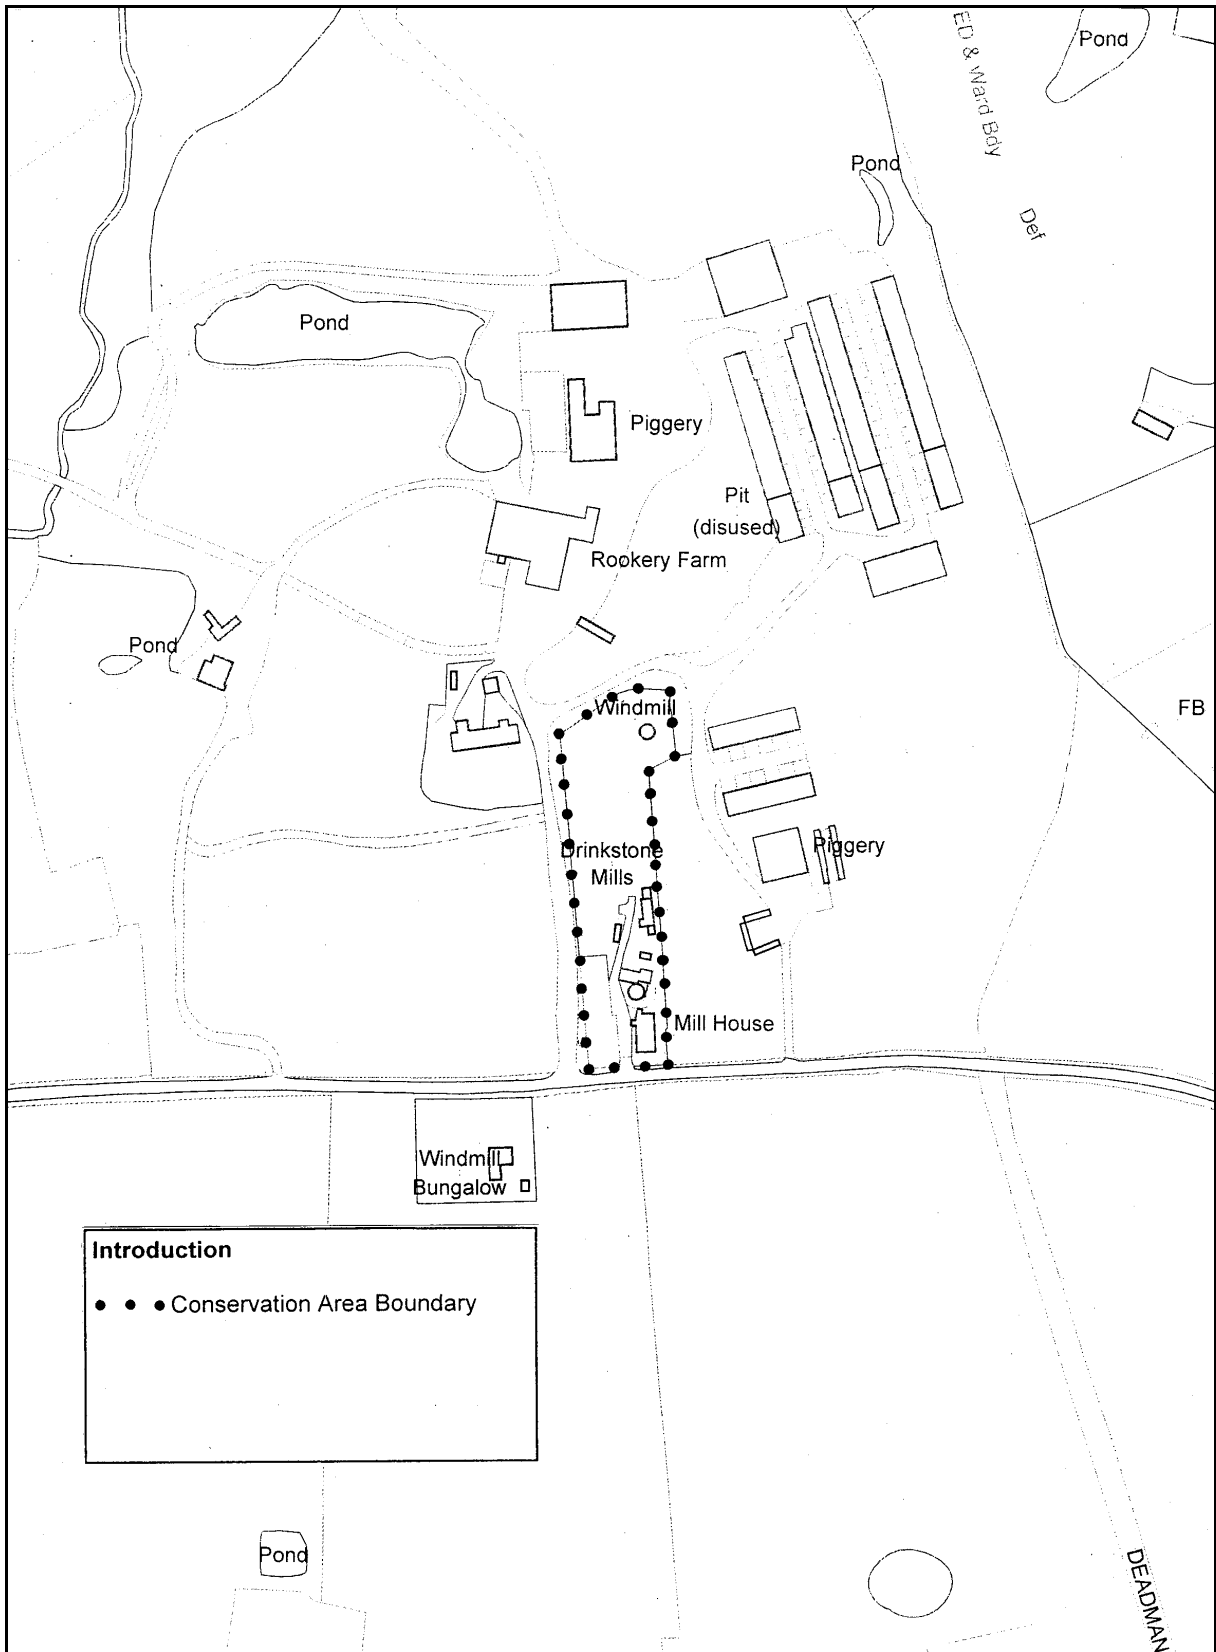 Pond
ED & Ward Bdy
Pond
Def
Pond
Piggery
Pit
(disused)
Rookery Farm
Pond
Windmill
FB
Drinkstone
Mills
Piggery
Mill House
Windmill
Bungalow
Introduction
Conservation Area Boundary
Pond
DEADMAN